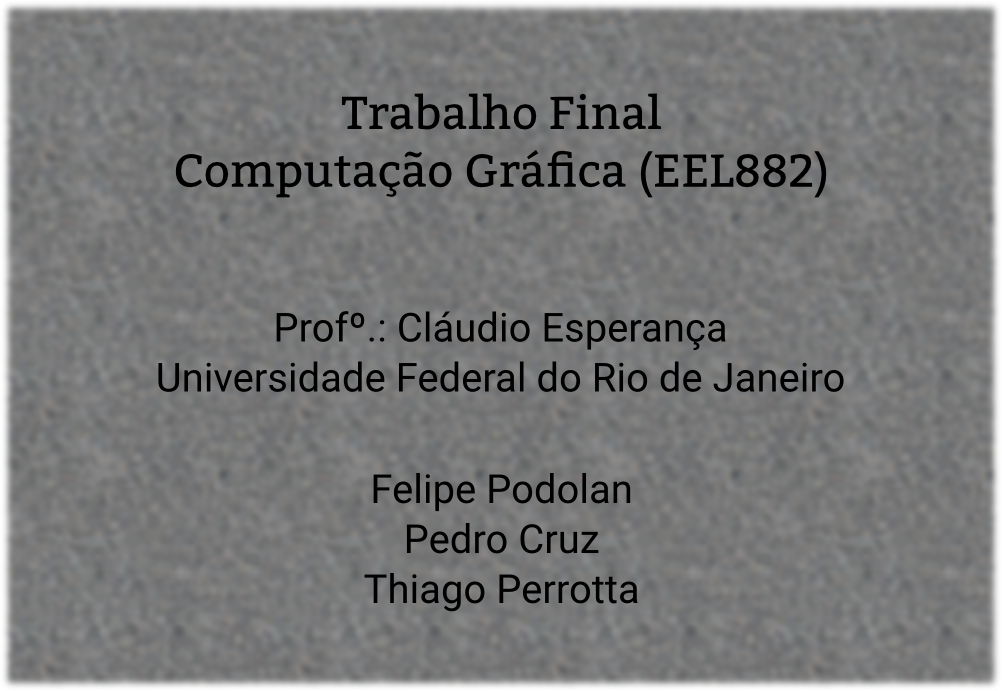 Trabalho Final
Computação Gráfica (EEL882)
Profº.: Cláudio Esperança
Universidade Federal do Rio de Janeiro
Felipe Podolan
Pedro Cruz
Thiago Perrotta